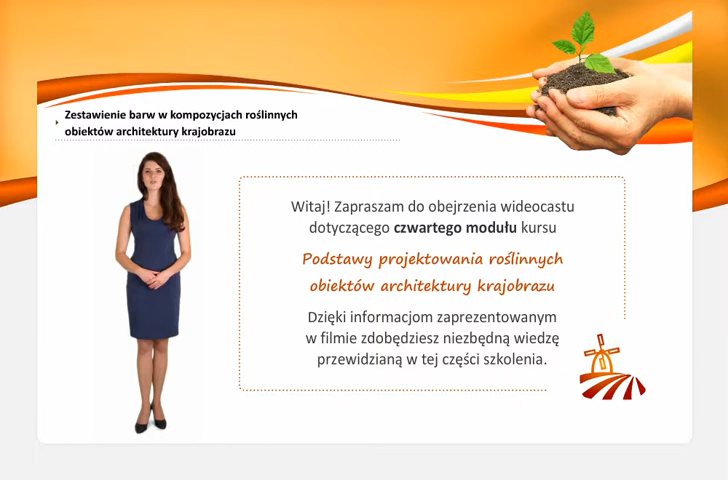 Zestawienie barw w kompozycjach roślinnych
obiektów architektury krajobrazu
Witaj! Zapraszam do obejrzenia wideocastu
dotyczącego czwartego modułu kursu
Podstawy projektowania roślinnych
obiektów architektury krajobrazu
Dzięki informacjom zaprezentowanym
w filmie zdobędziesz niezbędną wiedzę
przewidzianą w tej części szkolenia.